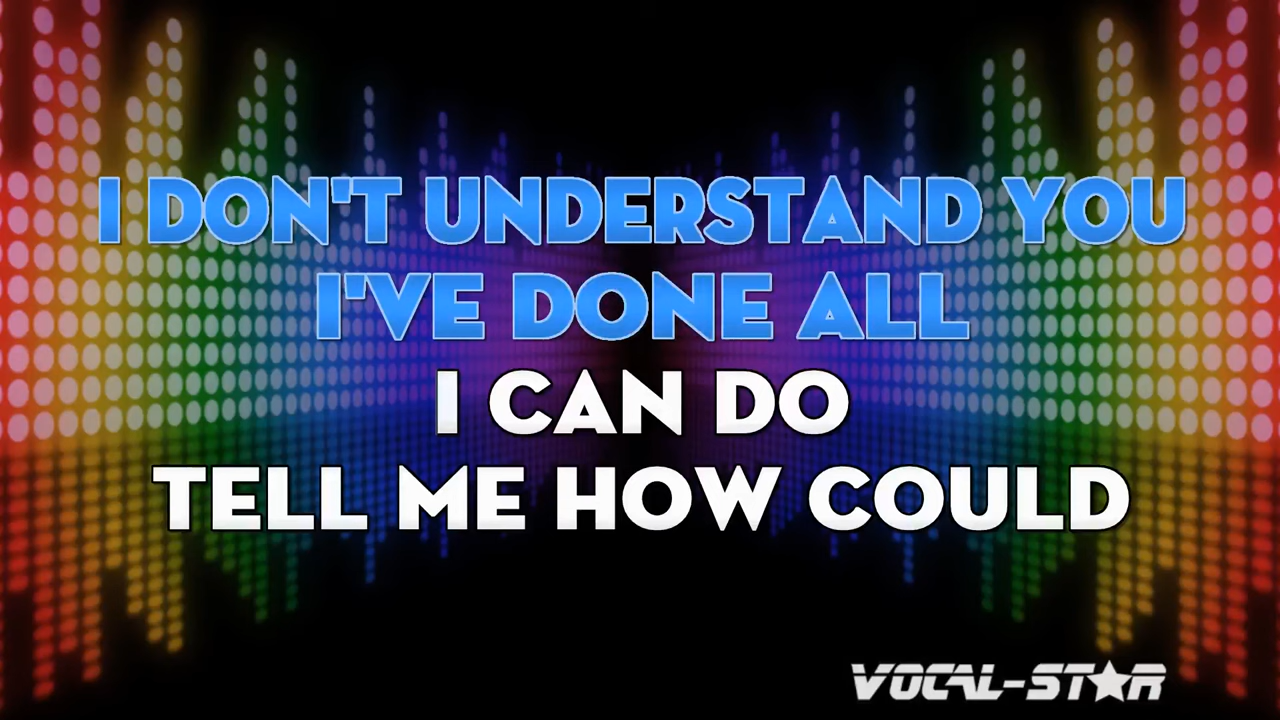 I DON'T UNDERSTAND YOU
I'VE DONE ALL
I CAN DO
TELL ME HOW COULD
VOCAL-STAR